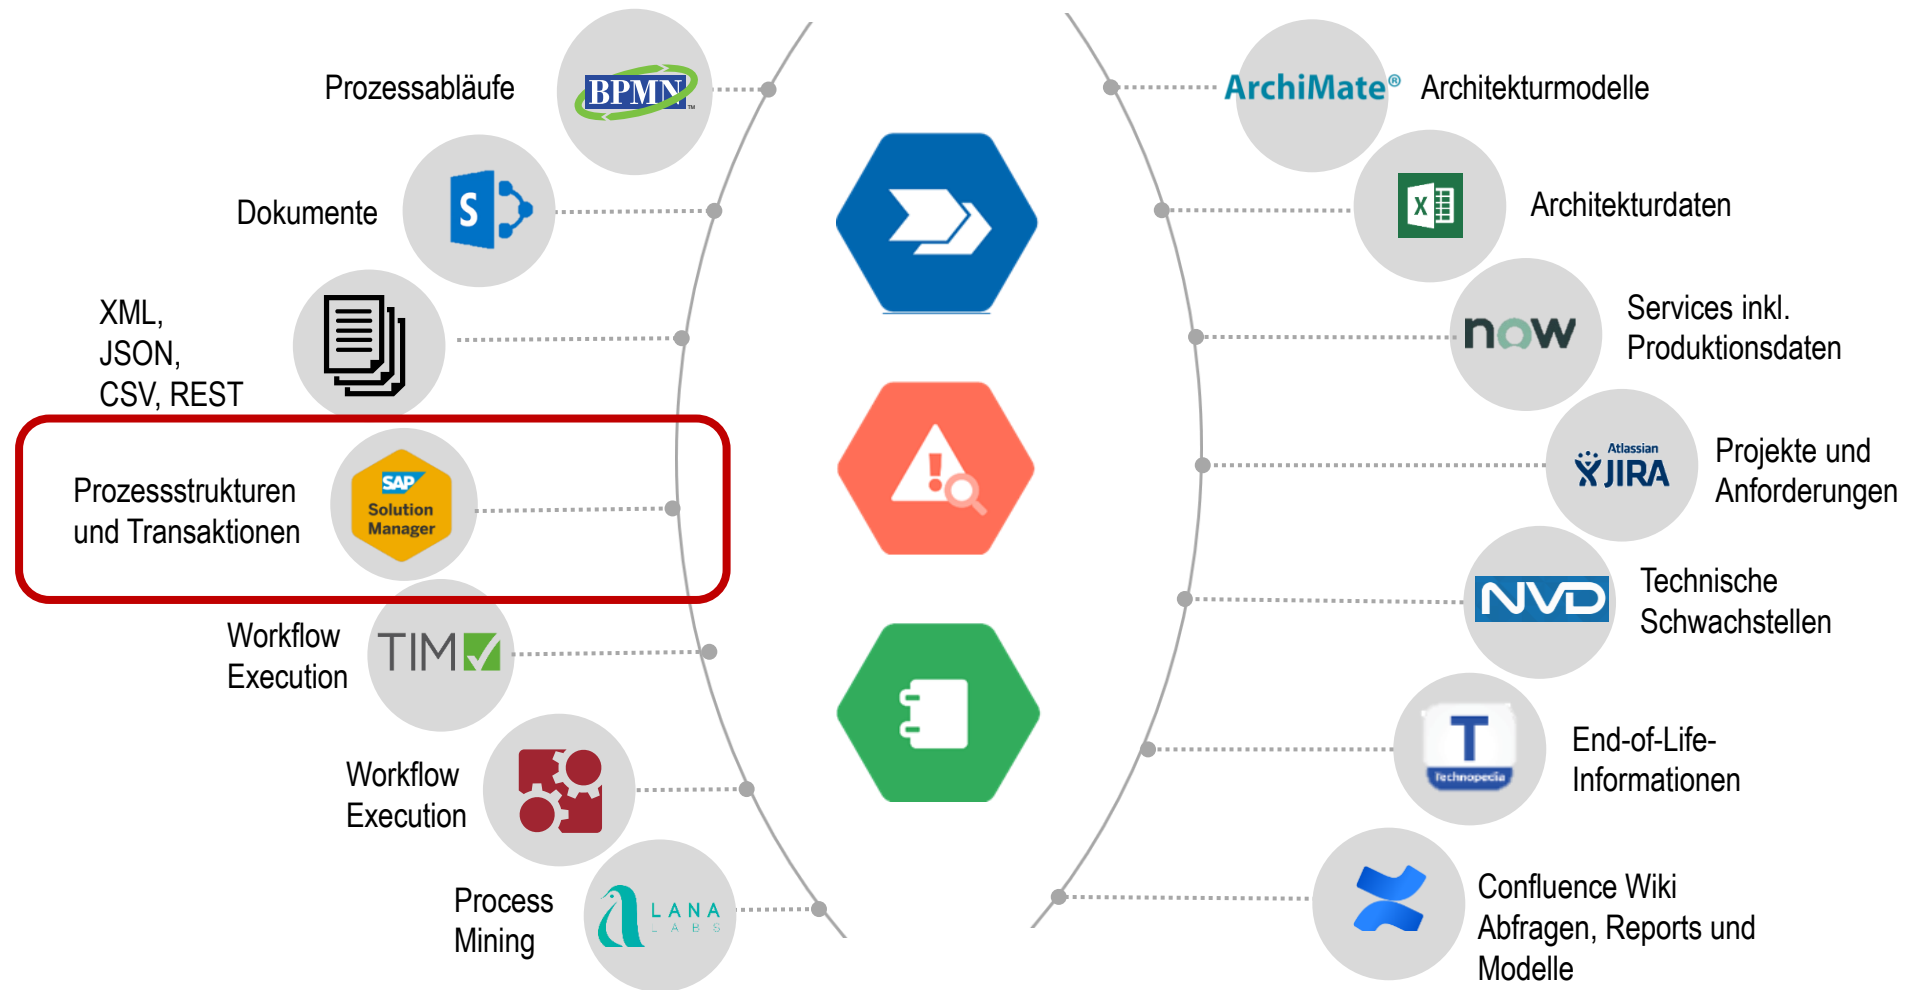 Prozessabläufe
BPMN
TM
Dokumente
S
XML,
JSON,
CSV, REST
Prozessstrukturen
und Transaktionen
SAP
Solution
Manager
Workflow
Execution
TIM
Workflow
Execution
Process
Mining
LANA
LABS
ArchiMate®
Architekturmodelle
X
Architekturdaten
now
Services inkl.
Produktionsdaten
Atlassian
JIRA
Projekte und
Anforderungen
NVD
Technische
Schwachstellen
T
Technopedia
End-of-Life-
Informationen
Confluence Wiki
Abfragen, Reports und
Modelle